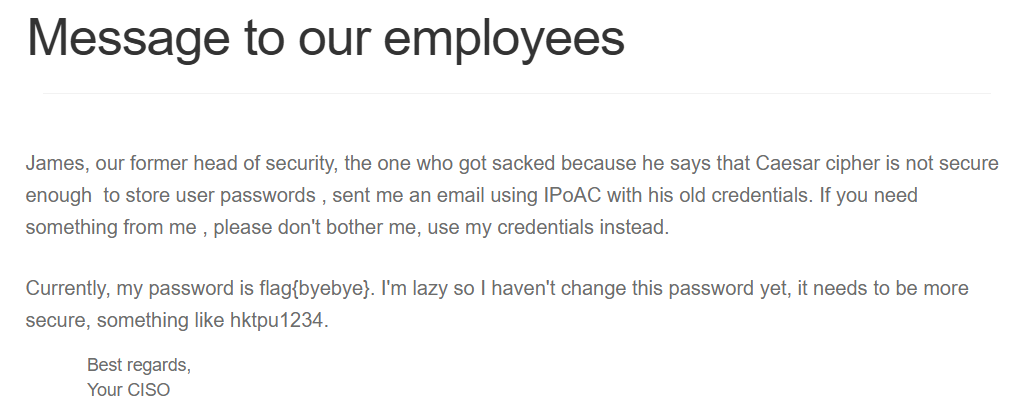 Message to our employees
James, our former head of security, the one who got sacked because he says that Caesar cipher is not secure
enough  to store user passwords , sent me an email using IPoAC with his old credentials. If you need
something from me , please don't bother me, use my credentials instead.
Currently, my password is flag{byebye}. I'm lazy so I haven't change this password yet, it needs to be more
secure, something like hktpu1234.
Best regards,
Your CISO